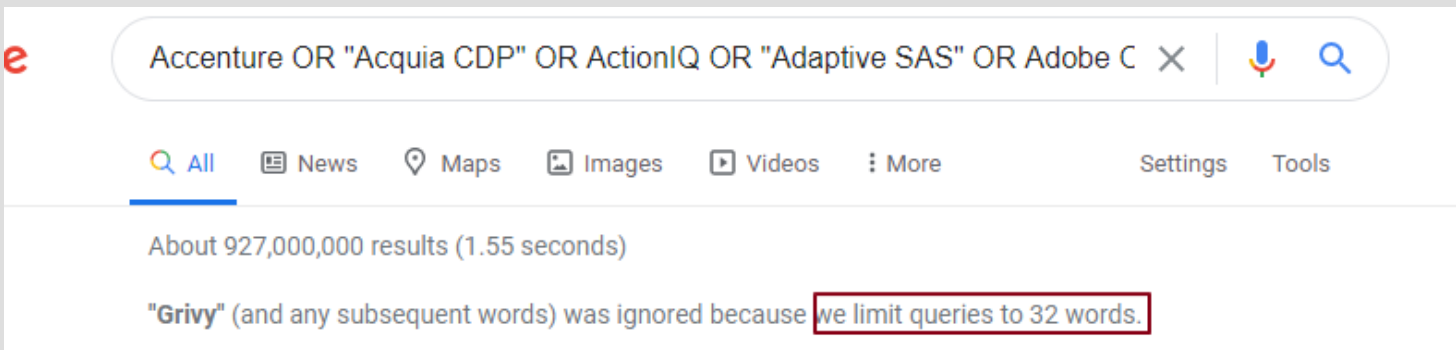 e
Accenture OR "Acquia CDP" OR ActionIQ OR "Adaptive SAS" OR Adobe C
All News Maps Images Videos More Settings Tools
About 927,000,000 results (1.55 seconds)
"Grivy" (and any subsequent words) was ignored because we limit queries to 32 words.